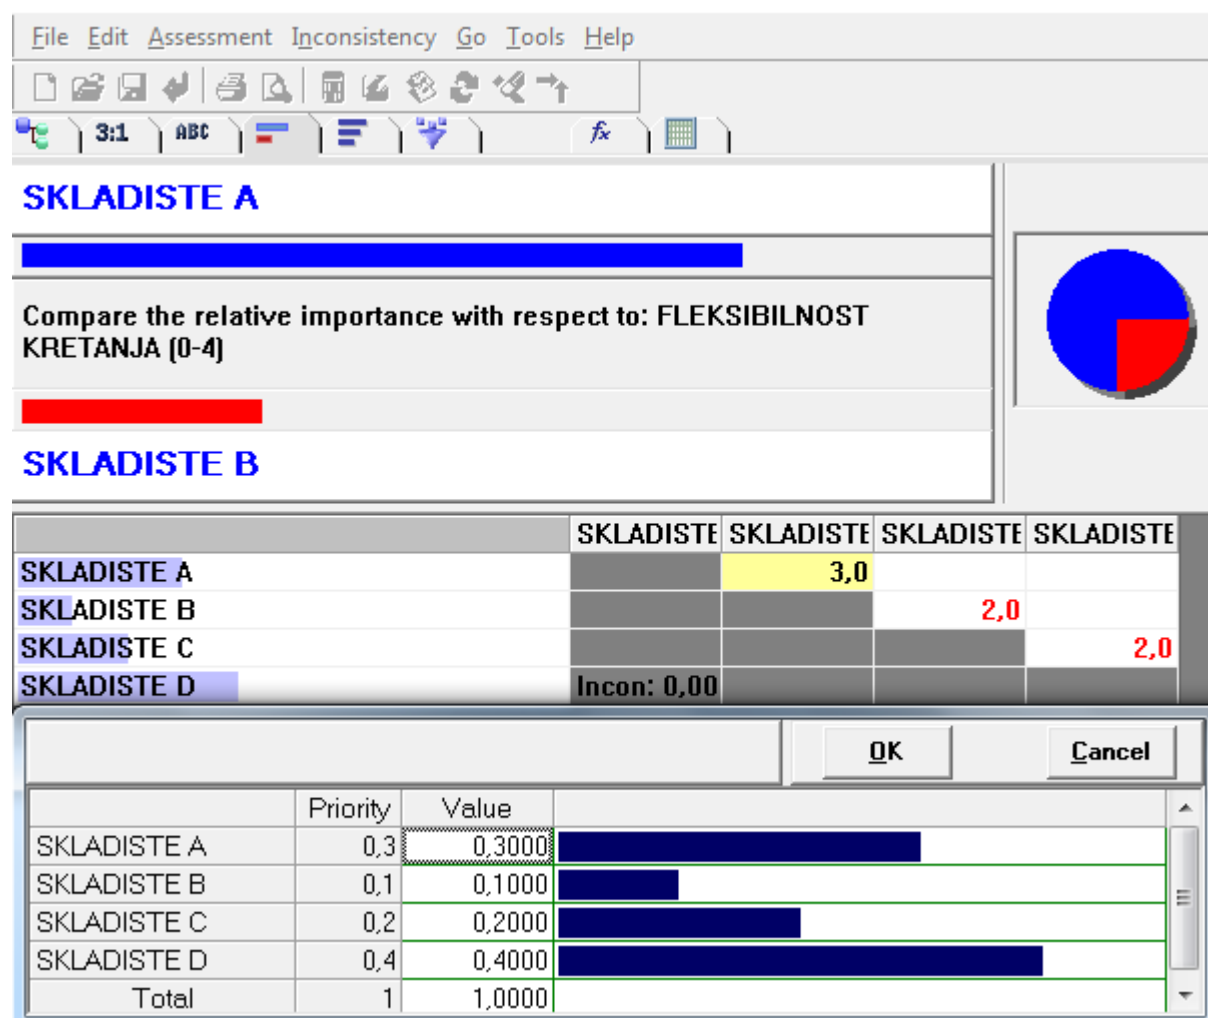 File Edit Assessment Inconsistency Go Tools Help
3:1 ABC fx
SKLADISTE A
Compare the relative importance with respect to: FLEKSIBILNOST
KRETANJA (0-4)
SKLADISTE B
SKLADISTE SKLADISTE SKLADISTE SKLADISTE
SKLADISTE A 3,0
SKLADISTE B 2,0
SKLADISTE C 2,0
SKLADISTE D Incon: 0,00
OK Cancel
Priority Value
SKLADISTE A 0,3 0,3000
SKLADISTE B 0,1 0,1000
SKLADISTE C 0,2 0,2000
SKLADISTE D 0,4 0,4000
Total 1 1,0000